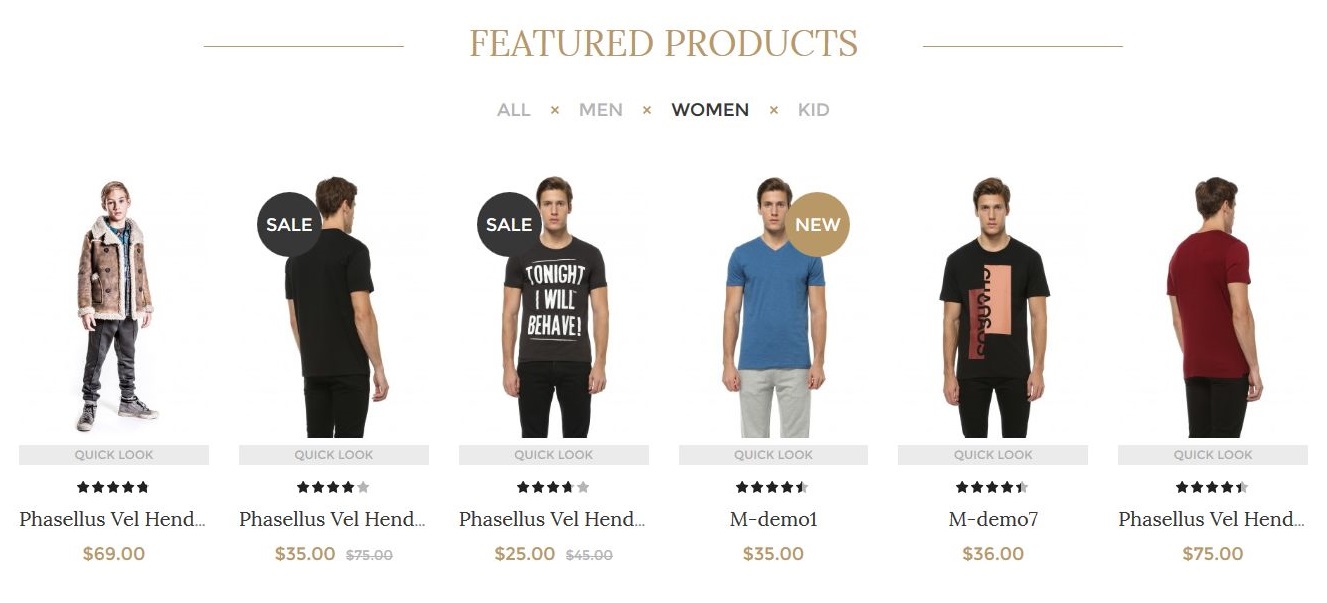 FEATURED PRODUCTS
ALL × MEN × WOMEN × KID
SALE
SALE
NEW
TONIGHT
I WILL
BEHAVE!
QUICK LOOK QUICK LOOK QUICK LOOK QUICK LOOK QUICK LOOK QUICK LOOK
Phasellus Vel Hend... Phasellus Vel Hend... Phasellus Vel Hend... M-demo1 M-demo7 Phasellus Vel Hend...
$69.00 $35.00 $75.00 $25.00 $45.00 $35.00 $36.00 $75.00